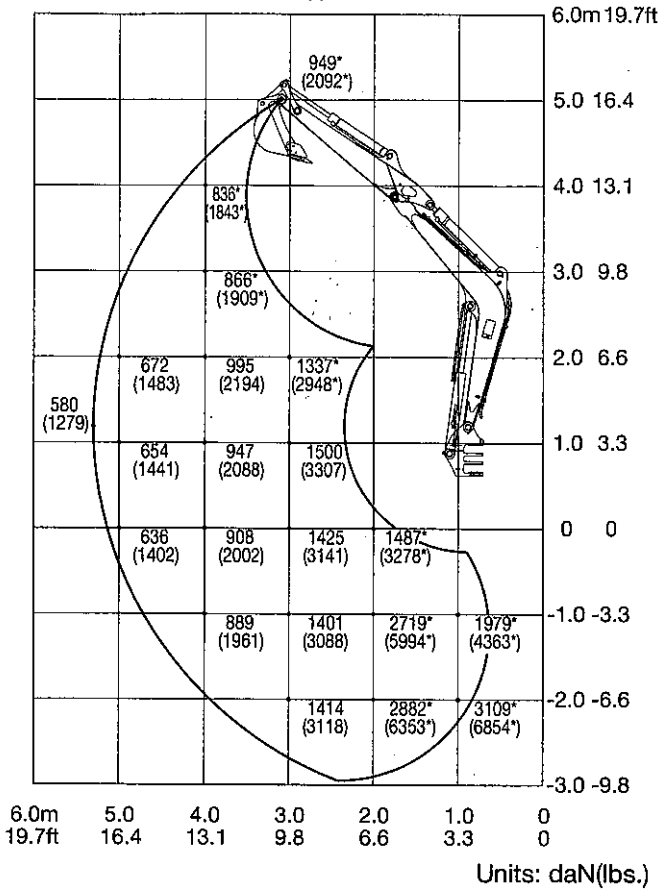 6.0m 19.7ft
949*
(2092*)
5.0 16.4
836*
(1843*)
4.0 13.1
866*
(1909*)
3.0 9.8
672 995 1337*
(1483) (2194) (2948*)
2.0 6.6
580
(1279)
654 947 1500
(1441) (2088) (3307)
1.0 3.3
636 908 1425 1487*
(1402) (2002) (3141) (3278*)
0 0
889 1401 2719* 1979*
(1961) (3088) (5994*) (4363*)
-1.0 -3.3
1414 2882* 3109*
(3118) (6353*) (6854*)
-2.0 -6.6
-3.0 -9.8
6.0m 5.0 4.0 3.0 2.0 1.0 0
19.7ft 16.4 13.1 9.8 6.6 3.3 0
Units: daN(lbs.)